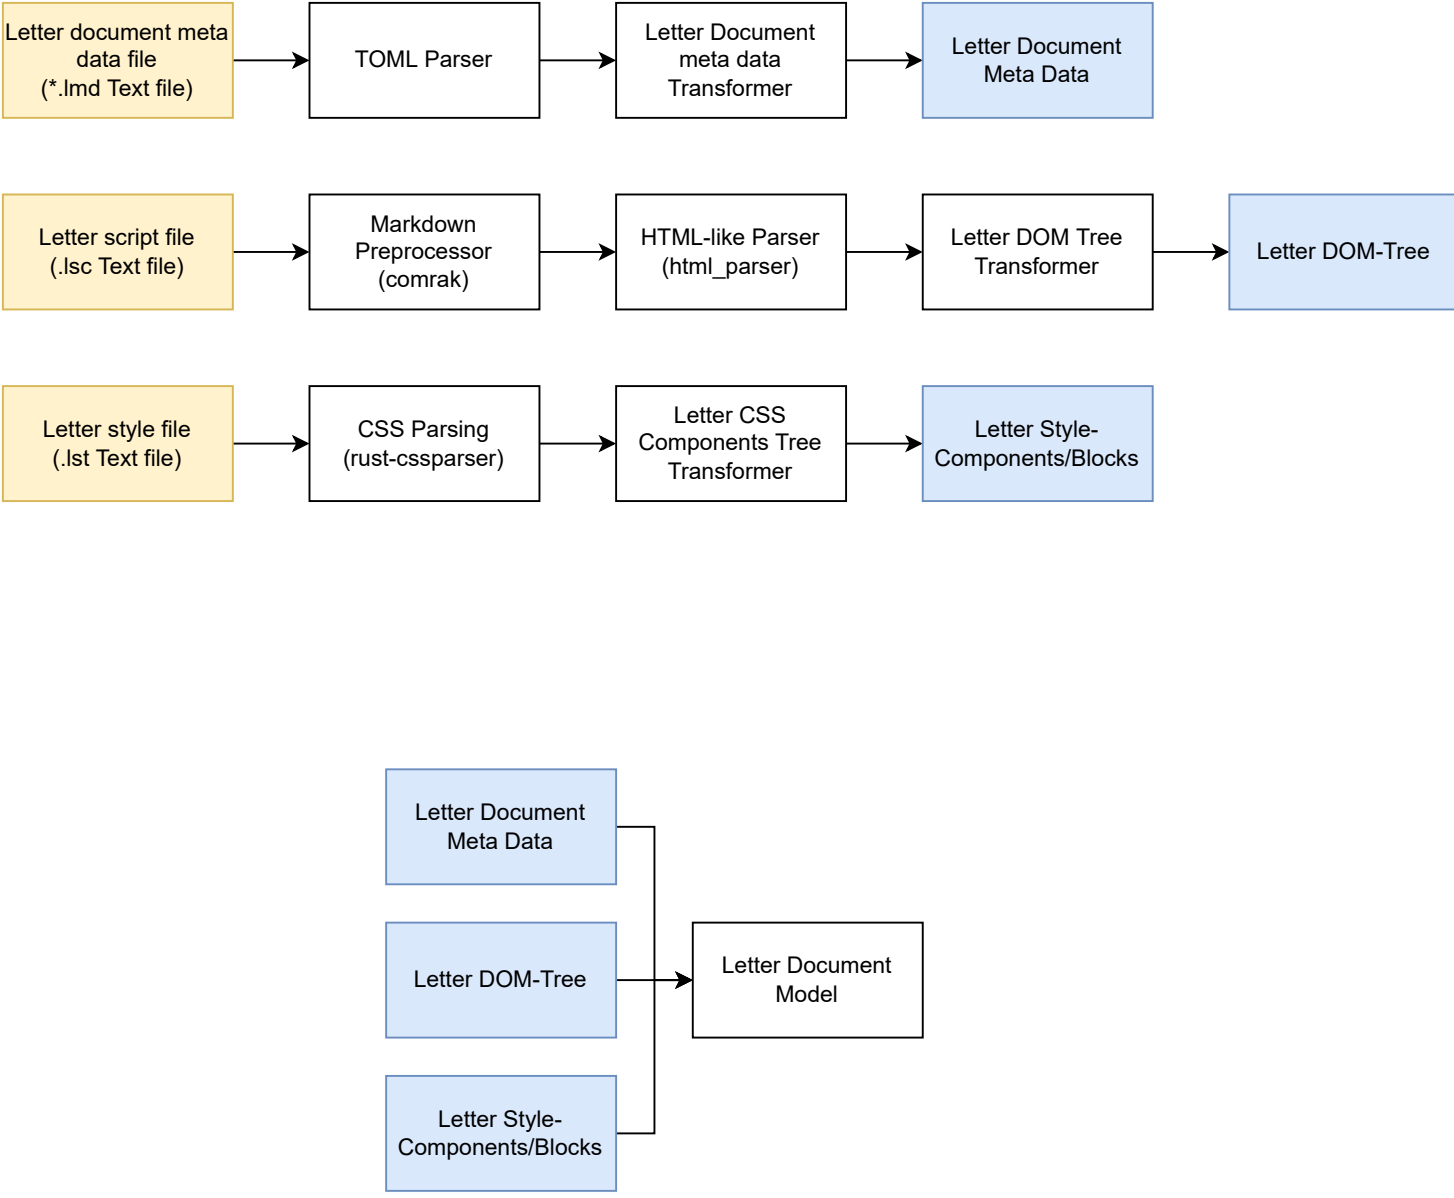 Letter document meta
data file
(*.lmd Text file)
TOML Parser
Letter Document
meta data
Transformer
Letter Document
Meta Data
Letter script file
(.lsc Text file)
Markdown
Preprocessor
(comrak)
HTML-like Parser
(html_parser)
Letter DOM Tree
Transformer
Letter DOM-Tree
Letter style file
(.lst Text file)
CSS Parsing
(rust-cssparser)
Letter CSS
Components Tree
Transformer
Letter Style-
Components/Blocks
Letter Document
Meta Data
Letter DOM-Tree
Letter Document
Model
Letter Style-
Components/Blocks